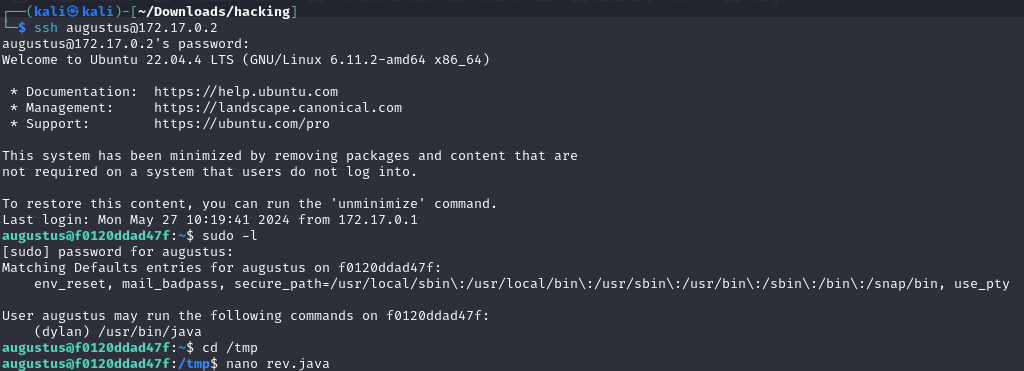 ┌──(kali㉿kali)-[~/Downloads/hacking]
└─$ ssh augustus@172.17.0.2
augustus@172.17.0.2's password:
Welcome to Ubuntu 22.04.4 LTS (GNU/Linux 6.11.2-amd64 x86_64)
* Documentation:  https://help.ubuntu.com
* Management:     https://landscape.canonical.com
* Support:        https://ubuntu.com/pro
This system has been minimized by removing packages and content that are
not required on a system that users do not log into.
To restore this content, you can run the 'unminimize' command.
Last login: Mon May 27 10:19:41 2024 from 172.17.0.1
augustus@f0120ddad47f:~$ sudo -l
[sudo] password for augustus:
Matching Defaults entries for augustus on f0120ddad47f:
env_reset, mail_badpass, secure_path=/usr/local/sbin\:/usr/local/bin\:/usr/sbin\:/usr/bin\:/sbin\:/bin\:/snap/bin, use_pty
User augustus may run the following commands on f0120ddad47f:
(dylan) /usr/bin/java
augustus@f0120ddad47f:~$ cd /tmp
augustus@f0120ddad47f:/tmp$ nano rev.java